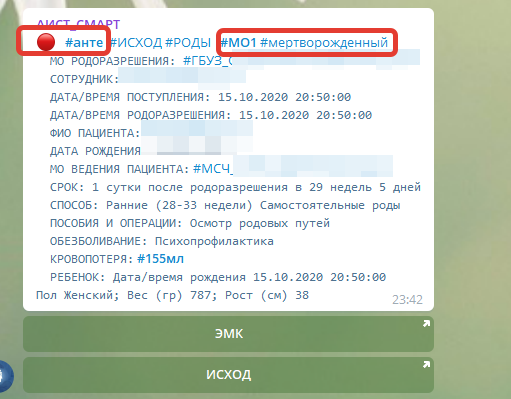 АИСТ_СМАРТ
#анте #ИСХОД #РОДЫ #МО1 #мертворожденный
МО РОДОРАЗРЕШЕНИЯ: #ГБУЗ_
СОТРУДНИК:
ДАТА/ВРЕМЯ ПОСТУПЛЕНИЯ: 15.10.2020 20:50:00
ДАТА/ВРЕМЯ РОДОРАЗРЕШЕНИЯ: 15.10.2020 20:50:00
ФИО ПАЦИЕНТА:
ДАТА РОЖДЕНИЯ
МО ВЕДЕНИЯ ПАЦИЕНТА: #МСЧ_
СРОК: 1 сутки после родоразрешения в 29 недель 5 дней
СПОСОБ: Ранние (28-33 недели) Самостоятельные роды
ПОСОБИЯ И ОПЕРАЦИИ: Осмотр родовых путей
ОБЕЗБОЛИВАНИЕ: Психопрофилактика
КРОВОПОТЕРЯ: #155мл
РЕБЕНОК: Дата/время рождения 15.10.2020 20:50:00
Пол Женский; Вес (гр) 787; Рост (см) 38
23:42
ЭМК
ИСХОД